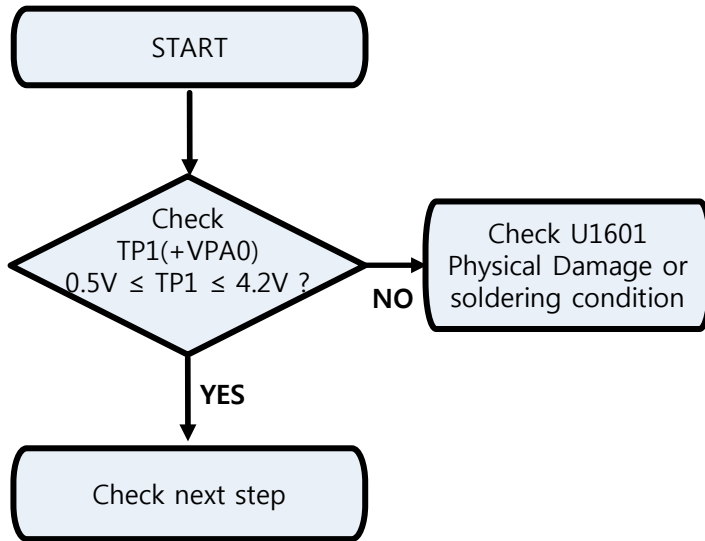 START
Check
TP1(+VPA0)
0.5V ≤ TP1 ≤ 4.2V ?
NO
Check U1601
Physical Damage or
soldering condition
YES
Check next step